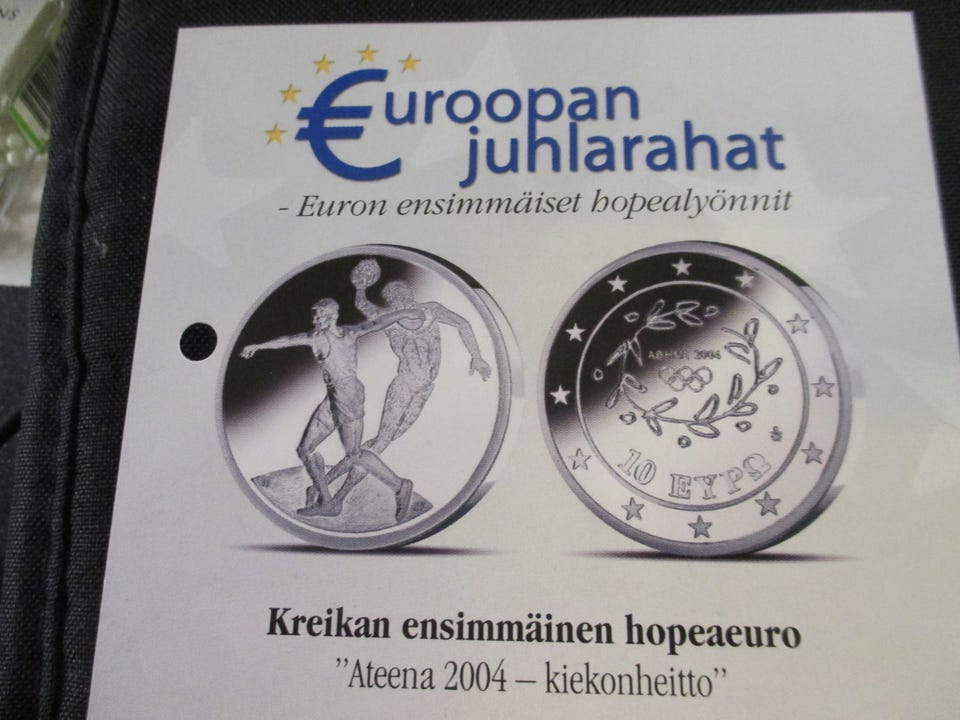 €uroopan
juhlarahat
- Euron ensimmäiset hopealyönnit
ΑΘΗΝΑ 2004
10 ΕΥΡΩ
Kreikan ensimmäinen hopeaeuro
”Ateena 2004 – kiekonheitto”